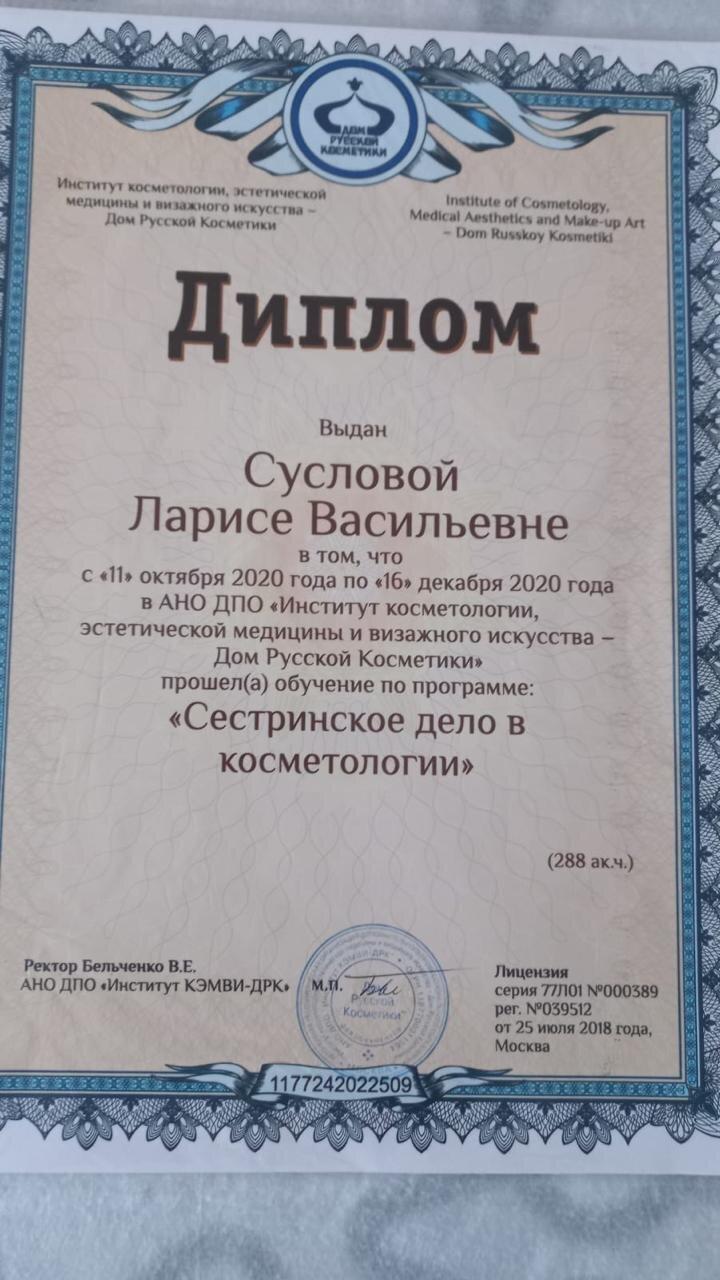 ДОМ
РУССКОЙ
КОСМЕТИКИ
Институт косметологии, эстетической
медицины и визажного искусства –
Дом Русской Косметики
Institute of Cosmetology,
Medical Aesthetics and Make-up Art
– Dom Russkoy Kosmetiki
Диплом
Выдан
Сусловой
Ларисе Васильевне
в том, что
с «11» октября 2020 года по «16» декабря 2020 года
в АНО ДПО «Институт косметологии,
эстетической медицины и визажного искусства –
Дом Русской Косметики»
прошел(а) обучение по программе:
«Сестринское дело в
косметологии»
(288 ак.ч.)
Ректор Бельченко В.Е.
АНО ДПО «Институт КЭМВИ-ДРК»
М.П.
Русской
Косметики"
Лицензия
серия 77Л01 №000389
рег. №039512
от 25 июля 2018 года,
Москва
1177242022509